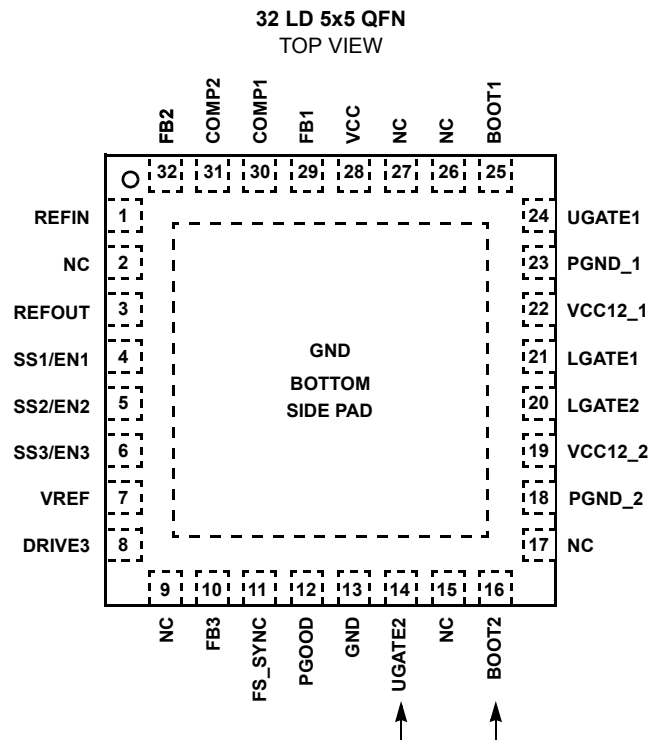 32 LD 5x5 QFN
TOP VIEW
FB2
COMP2
COMP1
FB1
VCC
NC
NC
BOOT1
32
31
30
29
28
27
26
25
REFIN
1
24
UGATE1
NC
2
23
PGND_1
REFOUT
3
22
VCC12_1
SS1/EN1
4
21
LGATE1
SS2/EN2
5
20
LGATE2
SS3/EN3
6
19
VCC12_2
VREF
7
18
PGND_2
DRIVE3
8
17
NC
GND
BOTTOM
SIDE PAD
9
10
11
12
13
14
15
16
NC
FB3
FS_SYNC
PGOOD
GND
UGATE2
NC
BOOT2